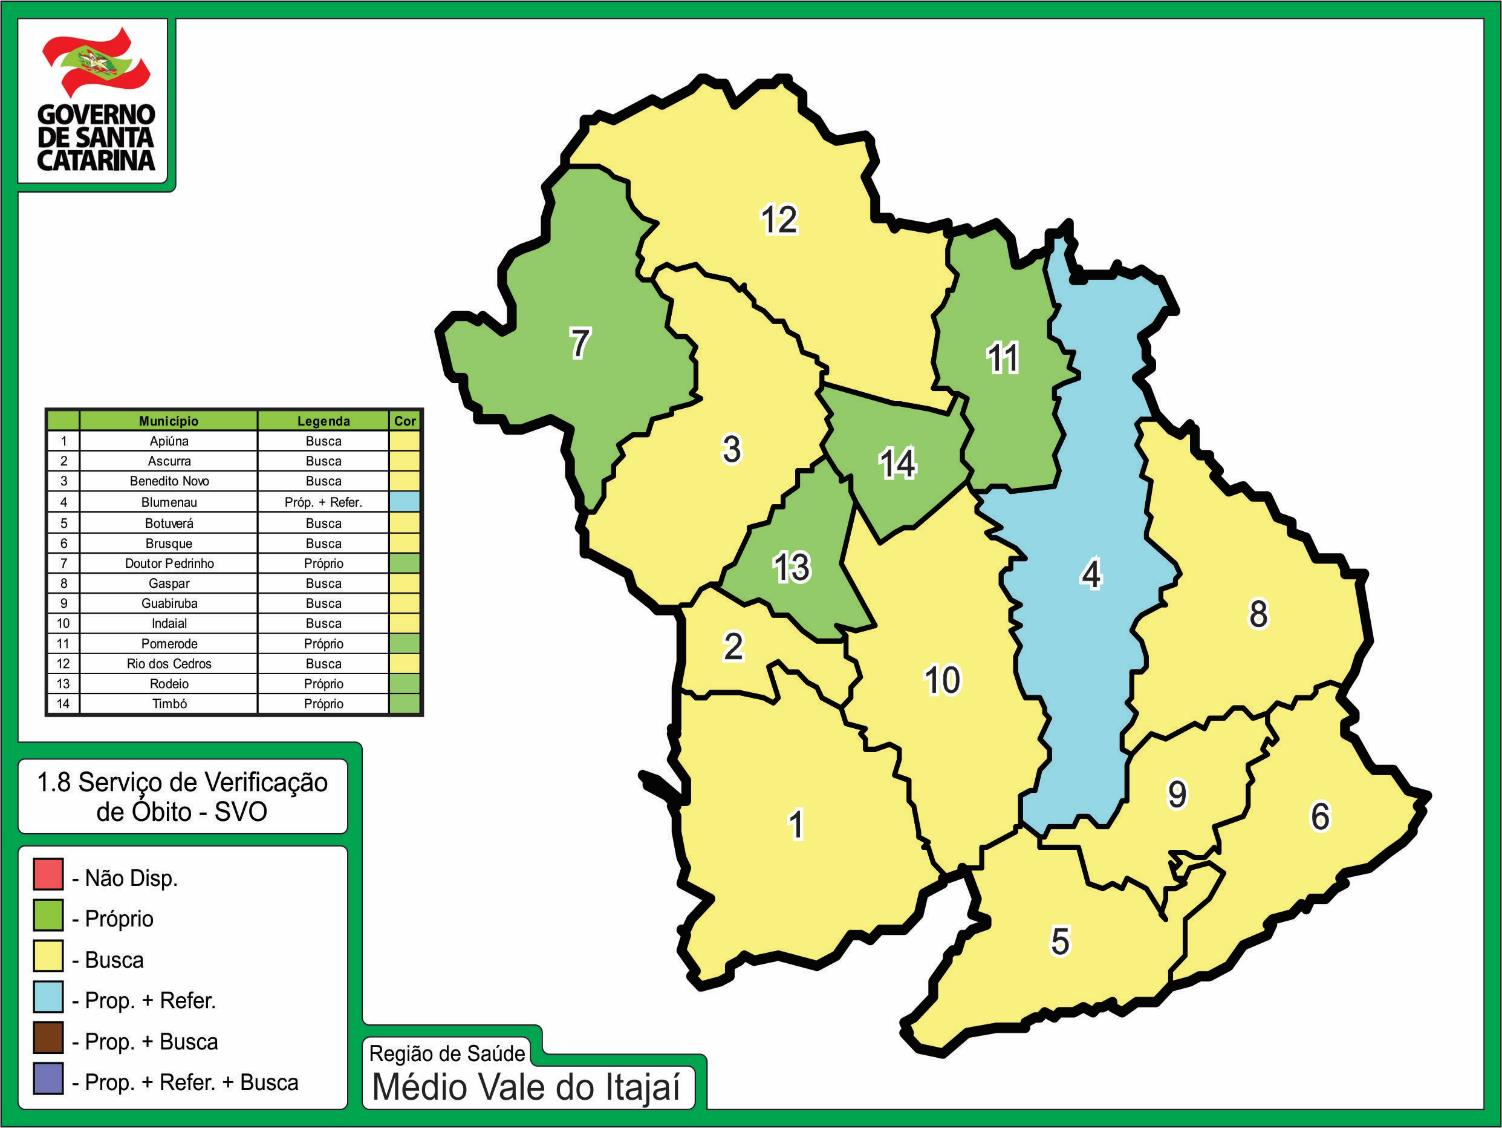 GOVERNO
DE SANTA
CATARINA
12
7
11
3
14
13
4
8
2
10
1
9
6
5
Município Legenda Cor
1 Apiúna Busca
2 Ascurra Busca
3 Benedito Novo Busca
4 Blumenau Próp. + Refer.
5 Botuverá Busca
6 Brusque Busca
7 Doutor Pedrinho Próprio
8 Gaspar Busca
9 Guabiruba Busca
10 Indaial Busca
11 Pomerode Próprio
12 Rio dos Cedros Busca
13 Rodeio Próprio
14 Timbó Próprio
1.8 Serviço de Verificação
de Óbito - SVO
- Não Disp.
- Próprio
- Busca
- Prop. + Refer.
- Prop. + Busca
- Prop. + Refer. + Busca
Região de Saúde
Médio Vale do Itajaí